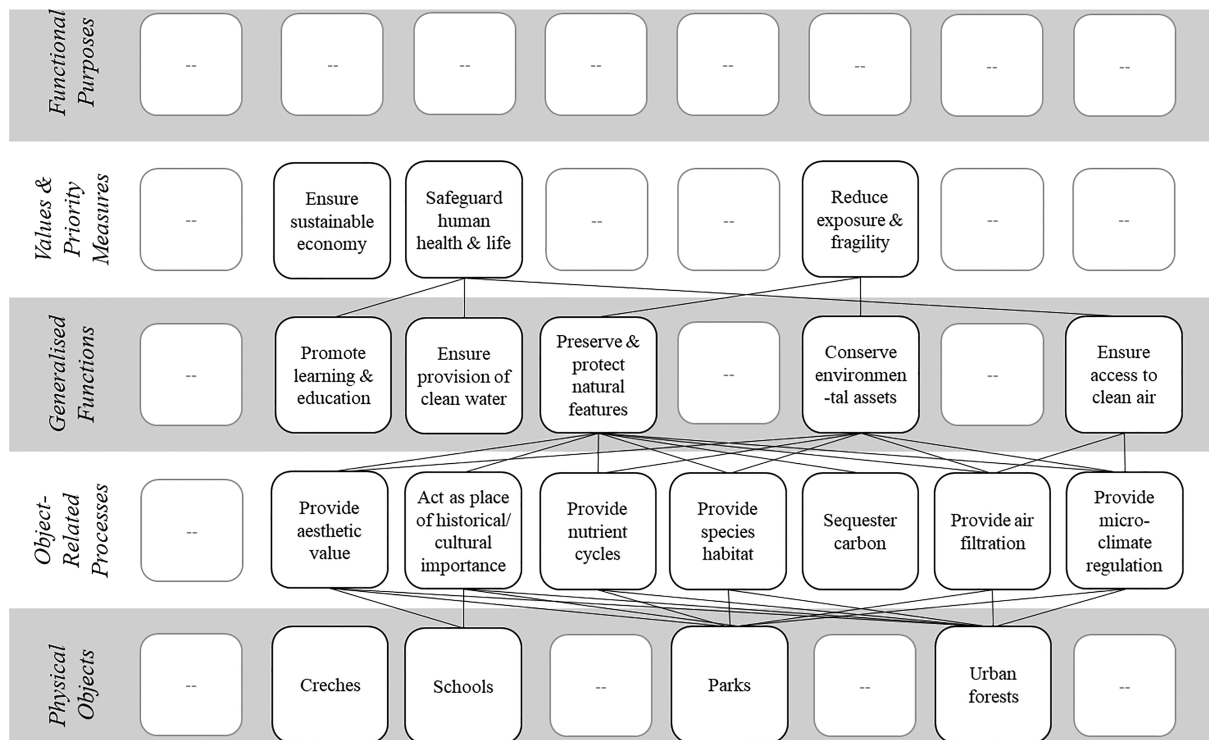 Functional
Purposes
--
--
--
--
--
--
--
--
Values &
Priority
Measures
--
Ensure
sustainable
economy
Safeguard
human
health & life
--
--
Reduce
exposure &
fragility
--
--
Generalised
Functions
--
Promote
learning &
education
Ensure
provision of
clean water
Preserve &
protect
natural
features
--
Conserve
environmen
-tal assets
--
Ensure
access to
clean air
Object-
Related
Processes
--
Provide
aesthetic
value
Act as place
of historical/
cultural
importance
Provide
nutrient
cycles
Provide
species
habitat
Sequester
carbon
Provide air
filtration
Provide
micro-
climate
regulation
Physical
Objects
--
Creches
Schools
--
Parks
--
Urban
forests
--